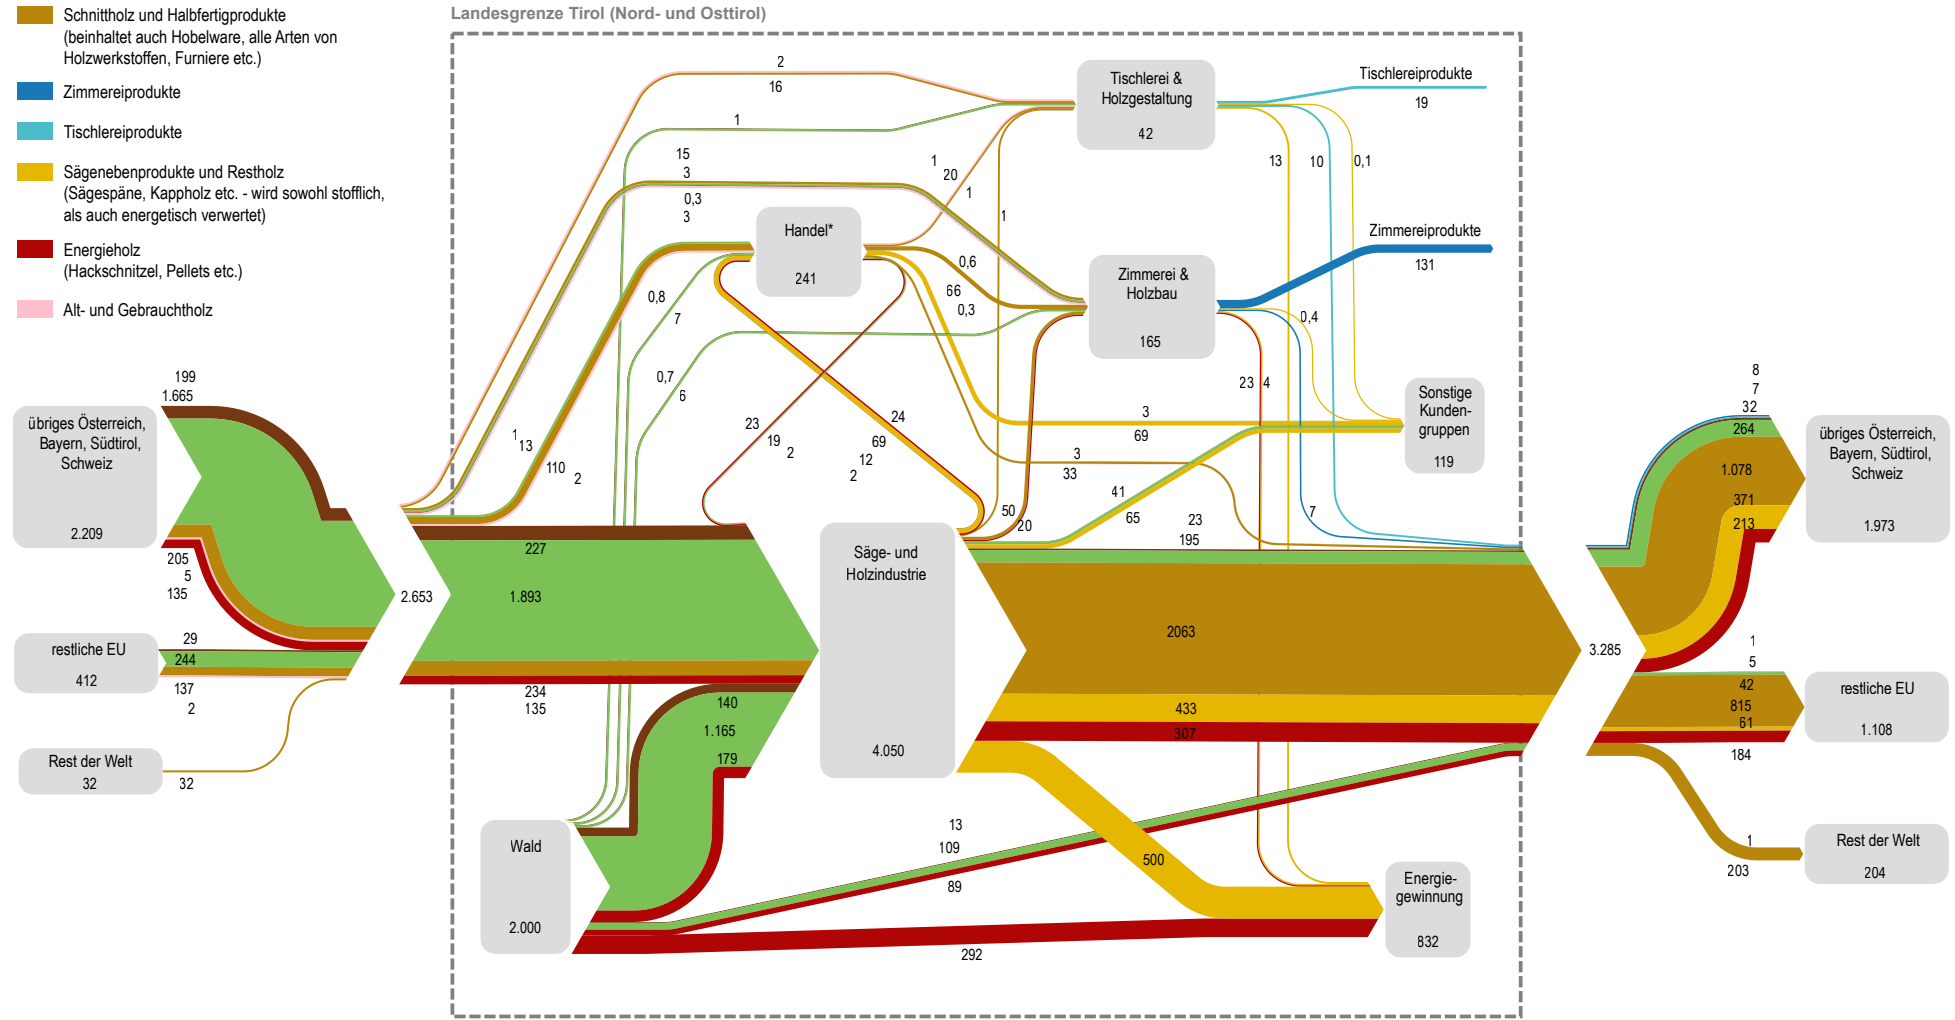 Schnittholz und Halbfertigprodukte
(beinhaltet auch Hobelware, alle Arten von
Holzwerkstoffen, Furniere etc.)
Zimmereiprodukte
Tischlereiprodukte
Sägenebenprodukte und Restholz
(Sägespäne, Kappholz etc. - wird sowohl stofflich,
als auch energetisch verwertet)
Energieholz
(Hackschnitzel, Pellets etc.)
Alt- und Gebrauchtholz
Landesgrenze Tirol (Nord- und Osttirol)
199
1.665
übriges Österreich,
Bayern, Südtirol,
Schweiz
2.209
205
5
135
restliche EU
412
29
244
137
2
Rest der Welt
32
32
2.653
2
16
1
15
3
0,3
3
1
13
110
2
0,8
7
0,7
6
227
1.893
234
135
140
1.165
179
Wald
2.000
Handel*
241
23
19
2
24
69
12
2
1
20
1
1
0,6
66
0,3
3
69
3
33
50
20
41
65
23
195
Tischlerei &
Holzgestaltung
42
Zimmerei &
Holzbau
165
Säge- und
Holzindustrie
4.050
2063
433
307
500
13
109
89
292
Tischlereiprodukte
19
13
10
0,1
Zimmereiprodukte
131
0,4
23
4
7
Sonstige
Kunden-
gruppen
119
Energie-
gewinnung
832
3.285
8
7
32
264
1.078
371
213
übriges Österreich,
Bayern, Südtirol,
Schweiz
1.973
1
5
42
815
61
184
restliche EU
1.108
1
203
Rest der Welt
204